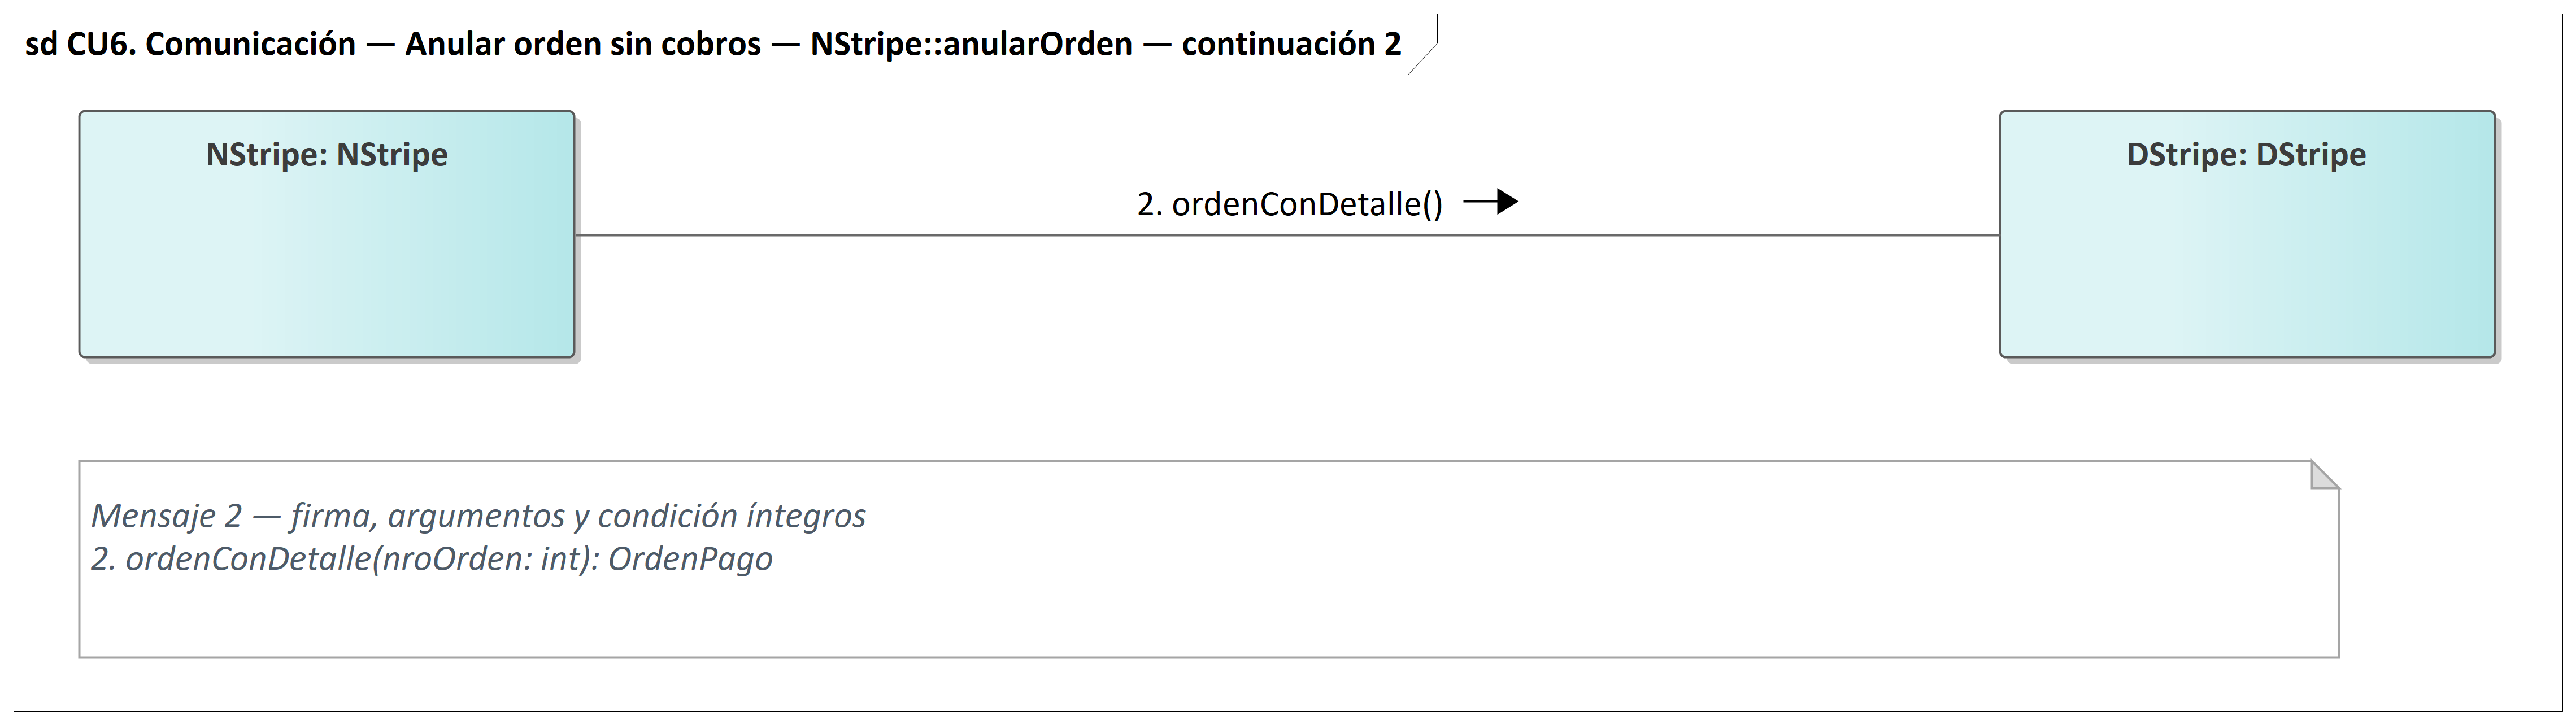 sd CU6. Comunicación — Anular orden sin cobros — NStripe::anularOrden — continuación 2
NStripe: NStripe
DStripe: DStripe
2. ordenConDetalle()
Mensaje 2 — firma, argumentos y condición íntegros
2. ordenConDetalle(nroOrden: int): OrdenPago